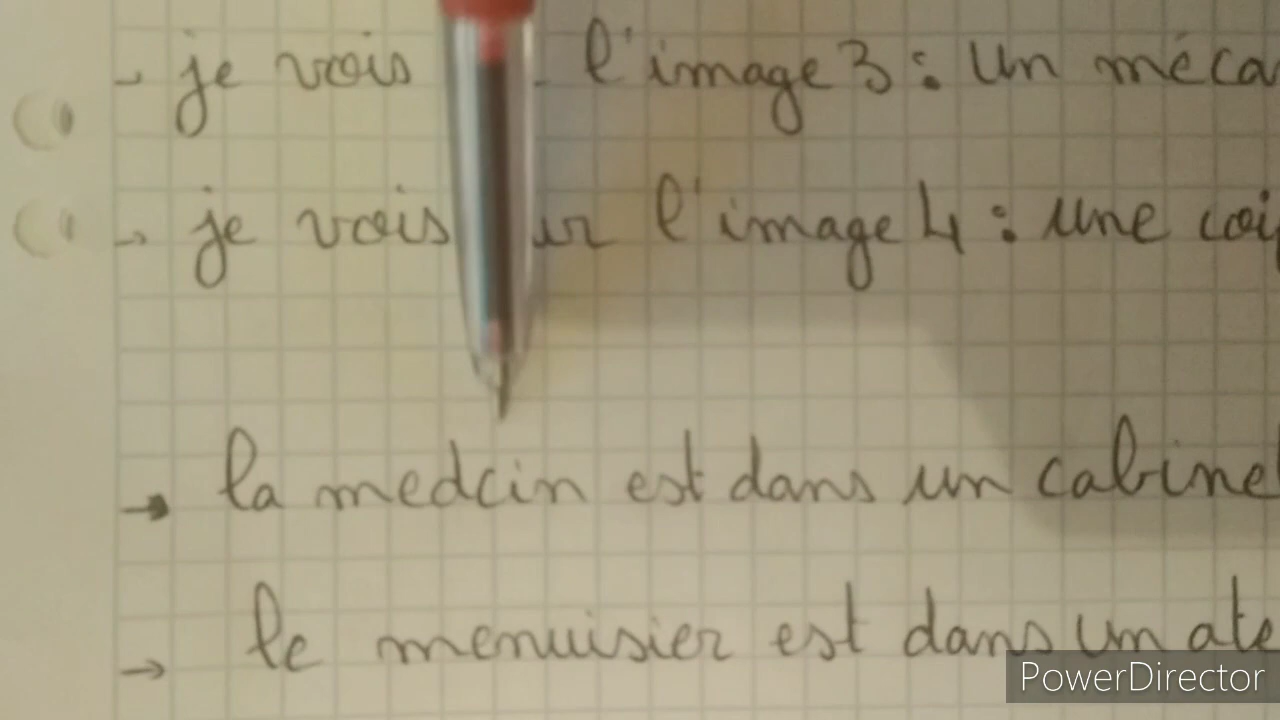 - je vois l'image 3 : un méca
→ je vois ur l'image 4 : une coi
→ la medcin est dans un cabine
→ le menuisier est dans un ate
PowerDirector